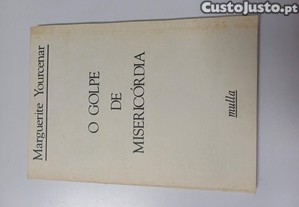 CustoJusto.pt
Marguerite Yourcenar
O GOLPE
DE
MISERICÓRDIA
mulla